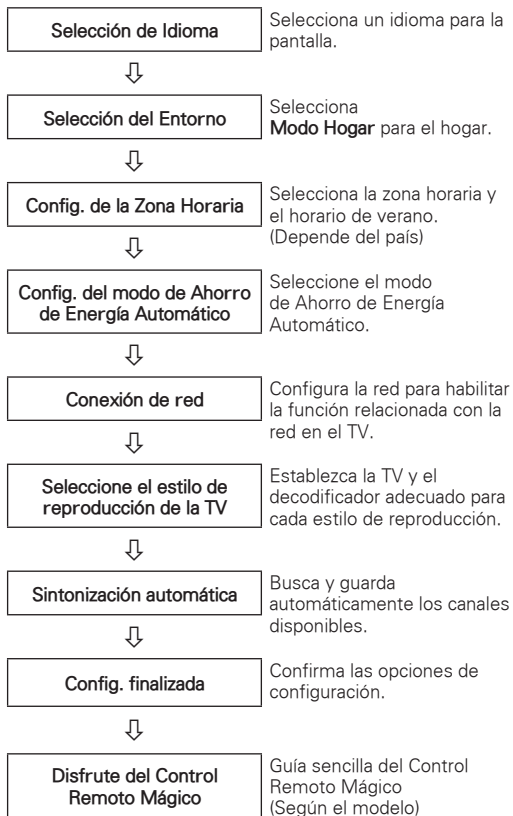 Selección de Idioma
Selecciona un idioma para la
pantalla.
Selección del Entorno
Selecciona
Modo Hogar para el hogar.
Config. de la Zona Horaria
Selecciona la zona horaria y
el horario de verano.
(Depende del país)
Config. del modo de Ahorro
de Energía Automático
Seleccione el modo
de Ahorro de Energía
Automático.
Conexión de red
Configura la red para habilitar
la función relacionada con la
red en el TV.
Seleccione el estilo de
reproducción de la TV
Establezca la TV y el
decodificador adecuado para
cada estilo de reproducción.
Sintonización automática
Busca y guarda
automáticamente los canales
disponibles.
Config. finalizada
Confirma las opciones de
configuración.
Disfrute del Control
Remoto Mágico
Guía sencilla del Control
Remoto Mágico
(Según el modelo)